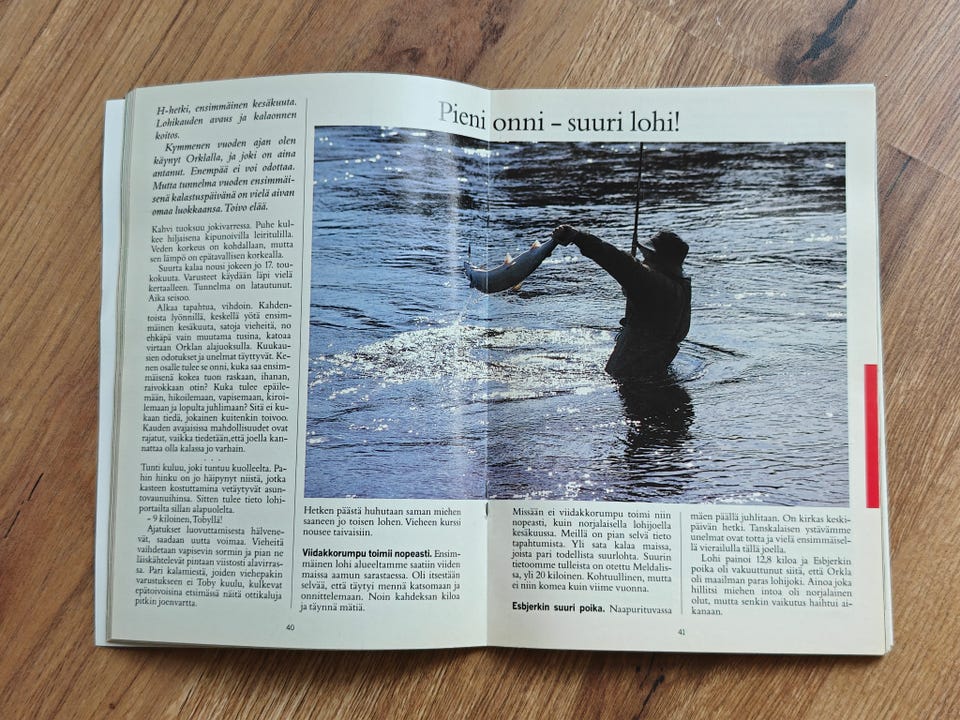 Pieni onni – suuri lohi!
H-hetki, ensimmäinen kesäkuuta.
Lohikauden avaus ja kalaonnen
koitos.
Kymmenen vuoden ajan olen
käynyt Orklalla, ja joki on aina
antanut. Enempää ei voi odottaa.
Mutta tunnelma vuoden ensimmäi-
senä kalastuspäivänä on vielä aivan
omaa luokkaansa. Toivo elää.
Kahvi tuoksuu jokivarressa. Puhe kul-
kee hiljaisena kipunoivilla leiritulilla.
Veden korkeus on kohdallaan, mutta
sen lämpö on epätavallisen korkealla.
Suurta kalaa nousi jokeen jo 17. tou-
kokuuta. Varusteet käydään läpi vielä
kertaalleen. Tunnelma on latautunut.
Aika seisoo.
Alkaa tapahtua, vihdoin. Kahden-
toista lyönnillä, keskellä yötä ensim-
mäinen kesäkuuta, satoja vieheitä, no
ehkäpä vain muutama tusina, katoaa
virtaan Orklan alajuoksulla. Kuukau-
sien odotukset ja unelmat täyttyvät. Ke-
nen osalle tulee se onni, kuka saa ensim-
mäisenä kokea tuon raskaan, ihanan,
raivokkaan otin? Kuka tulee epäile-
mään, hikoilemaan, vapisemaan, kiroi-
lemaan ja lopulta juhlimaan? Sitä ei ku-
kaan tiedä, jokainen kuitenkin toivoo.
Kauden avajaisissa mahdollisuudet ovat
rajatut, vaikka tiedetään,että joella kan-
nattaa olla kalassa jo varhain.
. . .
Tunti kuluu, joki tuntuu kuolleelta. Pa-
hin hinku on jo häipynyt niistä, jotka
kasteen kostuttamina vetäytyvät asun-
tovaunuihinsa. Sitten tulee tieto lohi-
portailta sillan alapuolelta.
– 9 kiloinen, Tobyllä!
Ajatukset luovuttamisesta hälvene-
vät, saadaan uutta voimaa. Vieheitä
vaihdetaan vapisevin sormin ja pian ne
läiskähtelevät pintaan viistosti alavirras-
sa. Pari kalamiestä, joiden viehepakin
varustukseen ei Toby kuulu, kulkevat
epätoivoisina etsimässä näitä ottikaluja
pitkin joenvartta.
40
Hetken päästä huhutaan saman miehen
saaneen jo toisen lohen. Vieheen kurssi
nousee taivaisiin.
Viidakkorumpu toimii nopeasti. Ensim-
mäinen lohi alueeltamme saatiin viiden
maissa aamun sarastaessa. Oli itsestään
selvää, että täytyi mennä katsomaan ja
onnittelemaan. Noin kahdeksan kiloa
ja täynnä mätiä.
Missään ei viidakkorumpu toimi niin
nopeasti, kuin norjalaisella lohijoella
kesäkuussa. Meillä on pian selvä tieto
tapahtumista. Yli sata kalaa maissa,
joista pari todellista suurlohta. Suurin
tietoomme tulleista on otettu Meldalis-
sa, yli 20 kiloinen. Kohtuullinen, mutta
ei niin komea kuin viime vuonna.
Esbjerkin suuri poika. Naapurituvassa
41
mäen päällä juhlitaan. On kirkas keski-
päivän hetki. Tanskalaisen ystävämme
unelmat ovat totta ja vielä ensimmäisel-
lä vierailulla tällä joella.
Lohi painoi 12,8 kiloa ja Esbjerkin
poika oli vakuuttunut siitä, että Orkla
oli maailman paras lohijoki. Ainoa joka
hillitsi miehen intoa oli norjalainen
olut, mutta senkin vaikutus haihtui ai-
kanaan.